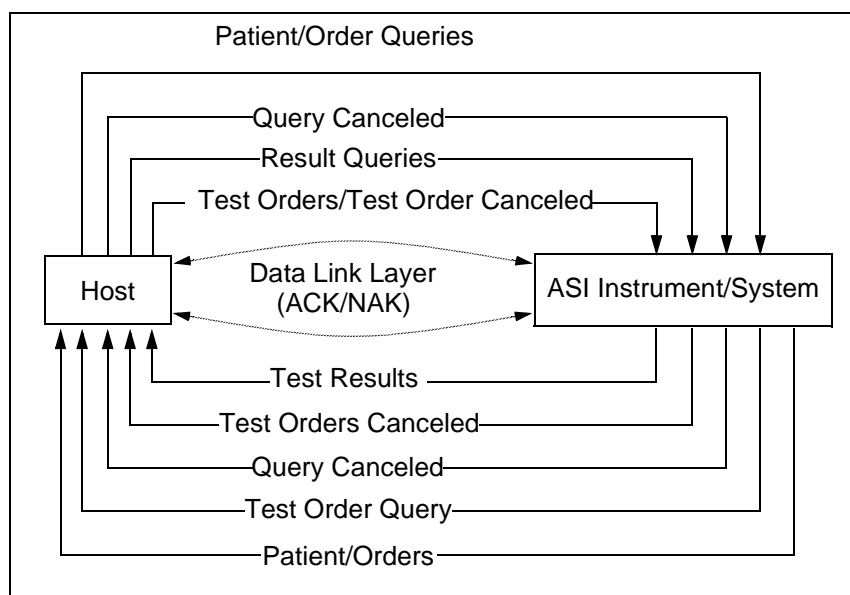 Patient/Order Queries
Query Canceled
Result Queries
Test Orders/Test Order Canceled
Host
Data Link Layer
(ACK/NAK)
ASI Instrument/System
Test Results
Test Orders Canceled
Query Canceled
Test Order Query
Patient/Orders